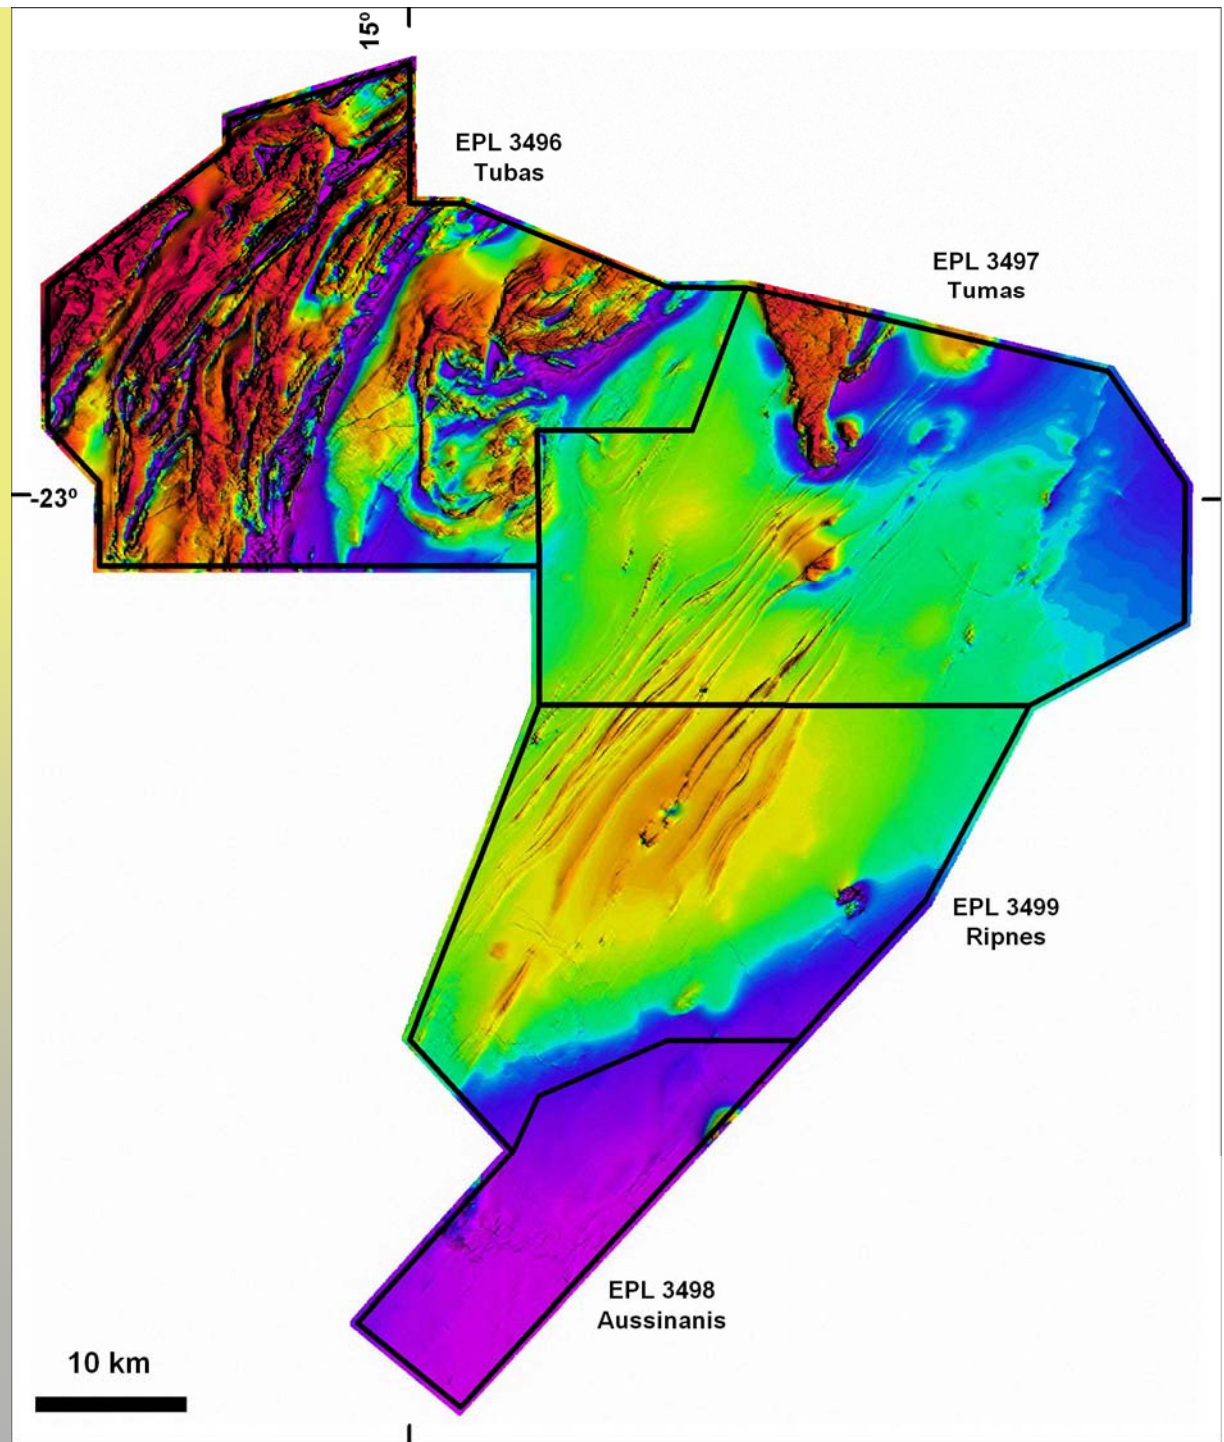 15º
EPL 3496
Tubas
EPL 3497
Tumas
-23º
EPL 3499
Ripnes
EPL 3498
Aussinanis
10 km